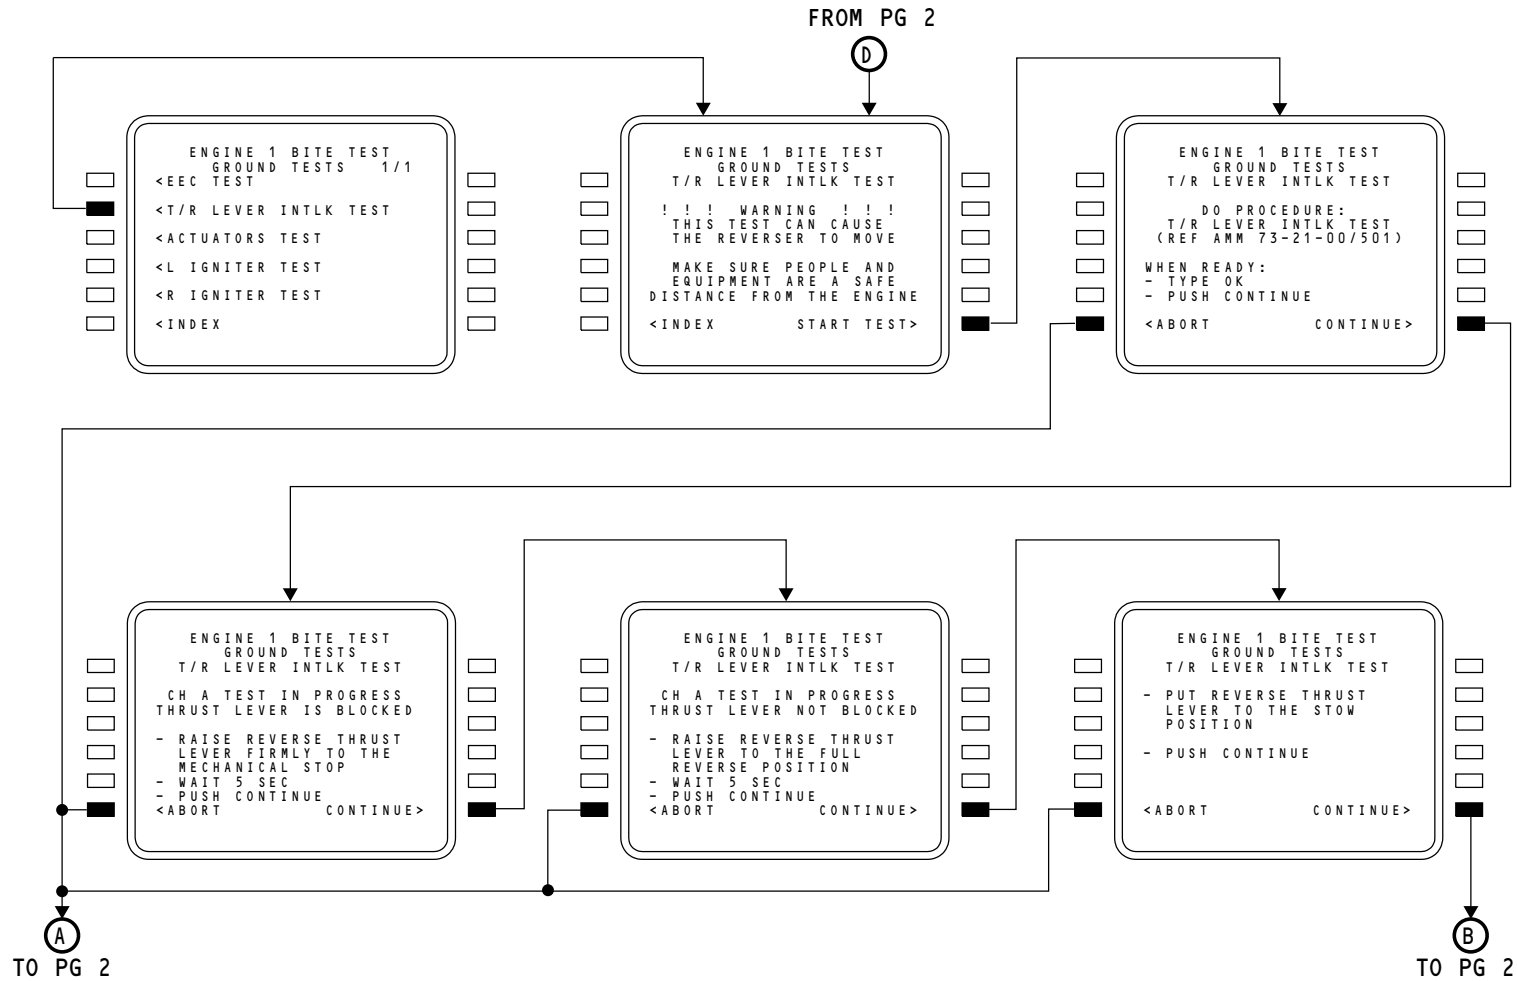 FROM PG 2
D
ENGINE 1 BITE TEST
GROUND TESTS 1/1
<EEC TEST
<T/R LEVER INTLK TEST
<ACTUATORS TEST
<L IGNITER TEST
<R IGNITER TEST
<INDEX
ENGINE 1 BITE TEST
GROUND TESTS
T/R LEVER INTLK TEST
! ! ! WARNING ! ! !
THIS TEST CAN CAUSE
THE REVERSER TO MOVE
MAKE SURE PEOPLE AND
EQUIPMENT ARE A SAFE
DISTANCE FROM THE ENGINE
<INDEX START TEST>
ENGINE 1 BITE TEST
GROUND TESTS
T/R LEVER INTLK TEST
DO PROCEDURE:
T/R LEVER INTLK TEST
(REF AMM 73-21-00/501)
WHEN READY:
- TYPE OK
- PUSH CONTINUE
<ABORT CONTINUE>
ENGINE 1 BITE TEST
GROUND TESTS
T/R LEVER INTLK TEST
CH A TEST IN PROGRESS
THRUST LEVER IS BLOCKED
- RAISE REVERSE THRUST
LEVER FIRMLY TO THE
MECHANICAL STOP
- WAIT 5 SEC
- PUSH CONTINUE
<ABORT CONTINUE>
ENGINE 1 BITE TEST
GROUND TESTS
T/R LEVER INTLK TEST
CH A TEST IN PROGRESS
THRUST LEVER NOT BLOCKED
- RAISE REVERSE THRUST
LEVER TO THE FULL
REVERSE POSITION
- WAIT 5 SEC
- PUSH CONTINUE
<ABORT CONTINUE>
ENGINE 1 BITE TEST
GROUND TESTS
T/R LEVER INTLK TEST
- PUT REVERSE THRUST
LEVER TO THE STOW
POSITION
- PUSH CONTINUE
<ABORT CONTINUE>
A
TO PG 2
B
TO PG 2